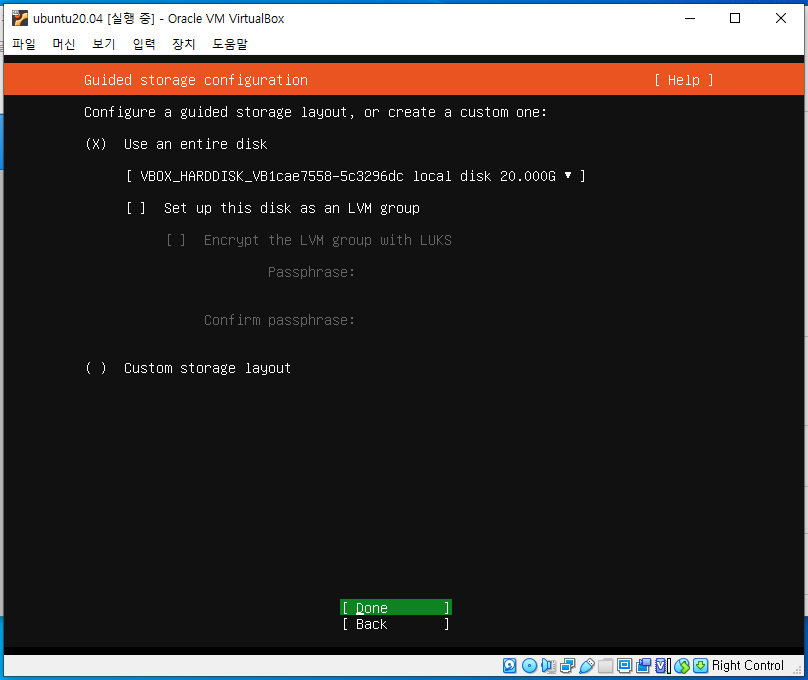 ubuntu20.04 [실행 중] - Oracle VM VirtualBox
파일 머신 보기 입력 장치 도움말
Guided storage configuration [ Help ]
Configure a guided storage layout, or create a custom one:
(X) Use an entire disk
[ VBOX_HARDDISK_VB1cae7558-5c3296dc local disk 20.000G ▾ ]
[ ] Set up this disk as an LVM group
[ ] Encrypt the LVM group with LUKS
Passphrase:
Confirm passphrase:
( ) Custom storage layout
[ Done ]
[ Back ]
Right Control